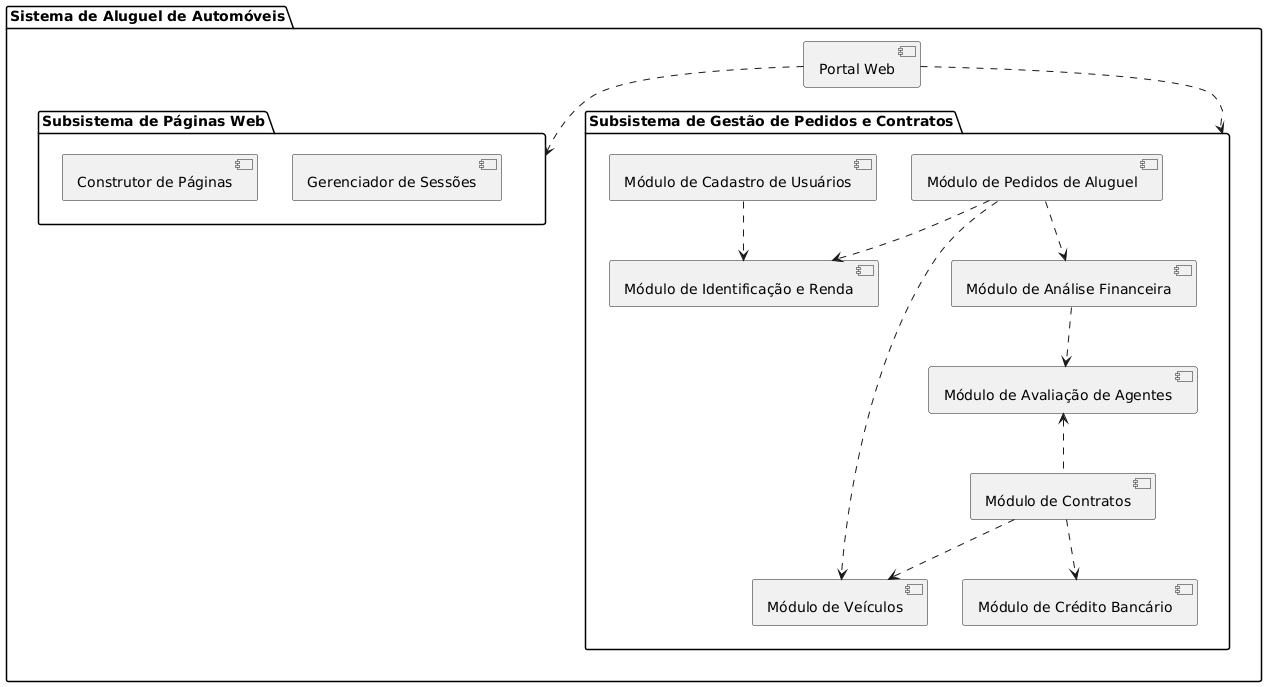 Sistema de Aluguel de Automóveis
Portal Web
Subsistema de Páginas Web
Subsistema de Gestão de Pedidos e Contratos
Construtor de Páginas
Gerenciador de Sessões
Módulo de Cadastro de Usuários
Módulo de Pedidos de Aluguel
Módulo de Identificação e Renda
Módulo de Análise Financeira
Módulo de Avaliação de Agentes
Módulo de Contratos
Módulo de Veículos
Módulo de Crédito Bancário